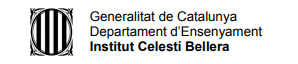 Generalitat de Catalunya
Departament d'Ensenyament
Institut Celestí Bellera